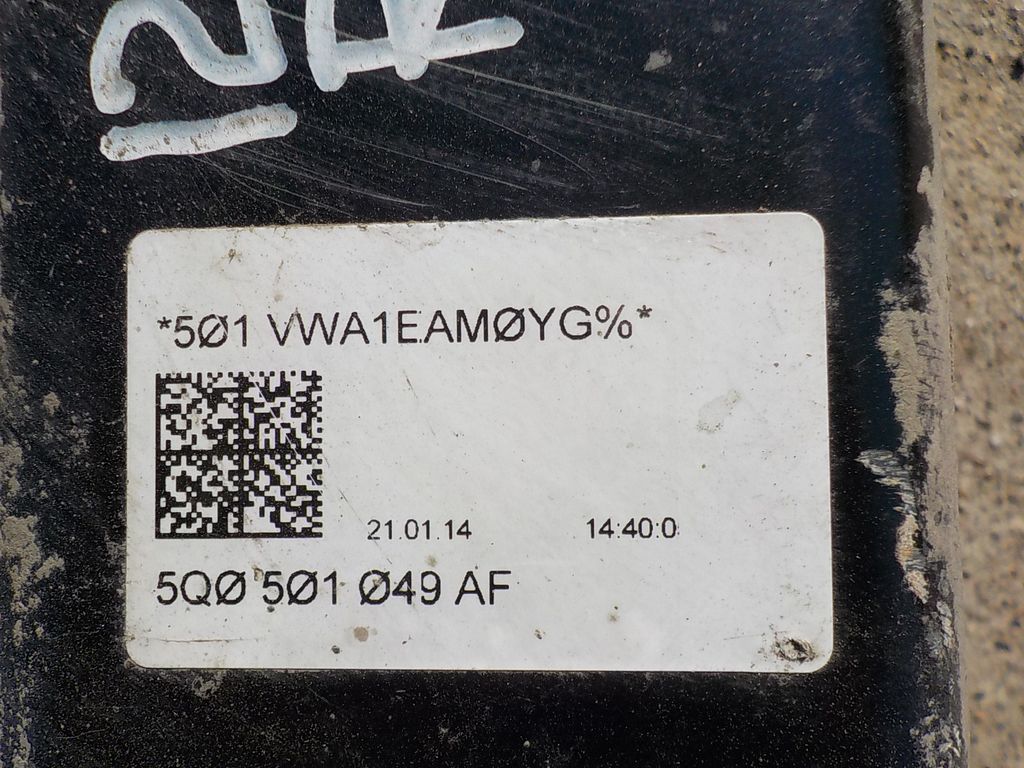 *5Ø1 VWA1EAMØYG%*
21.01.14 14:40:0
5QØ 5Ø1 Ø49 AF